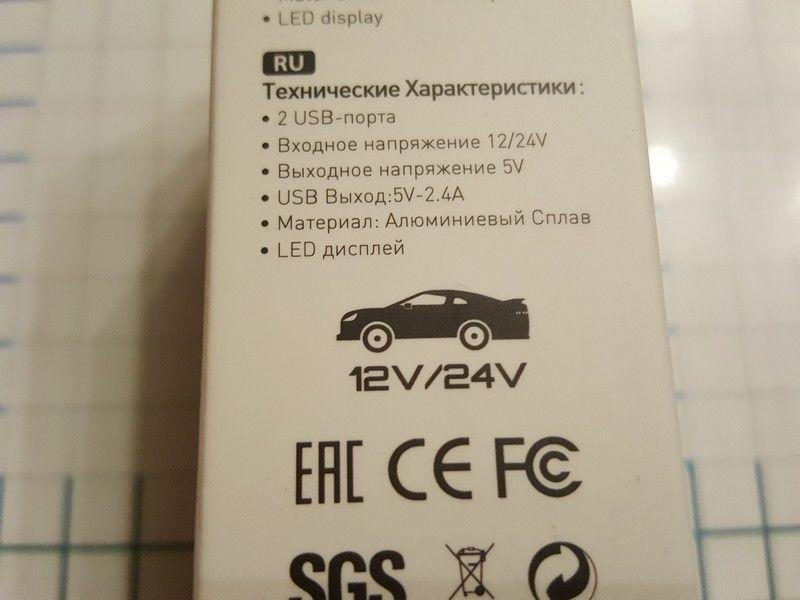 • LED display
RU
Технические Характеристики:
• 2 USB-порта
• Входное напряжение 12/24V
• Выходное напряжение 5V
• USB Выход:5V-2.4A
• Материал: Алюминиевый Сплав
• LED дисплей
12V/24V
EAC CE FC
SGS